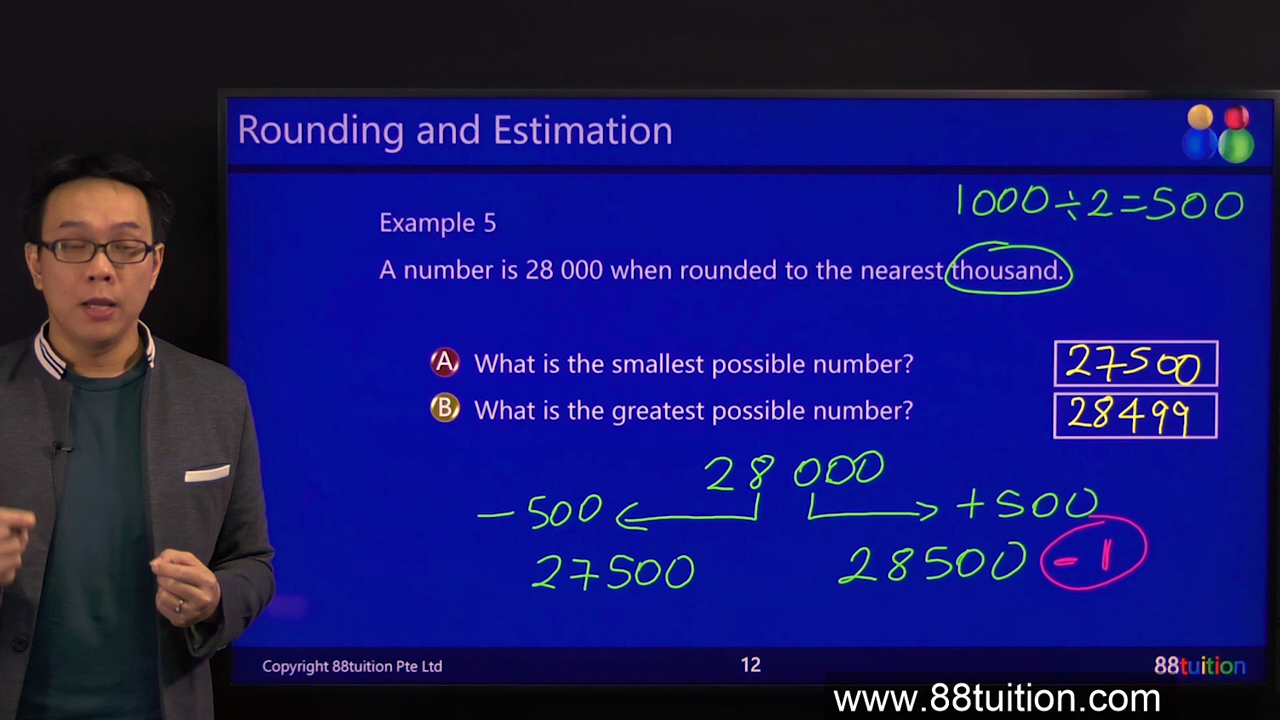 Rounding and Estimation
1000÷2=500
Example 5
A number is 28 000 when rounded to the nearest thousand.
A What is the smallest possible number? 27500
B What is the greatest possible number? 28499
28 000
-500 +500
27500 28500 -1
Copyright 88tuition Pte Ltd 12 88tuition
www.88tuition.com